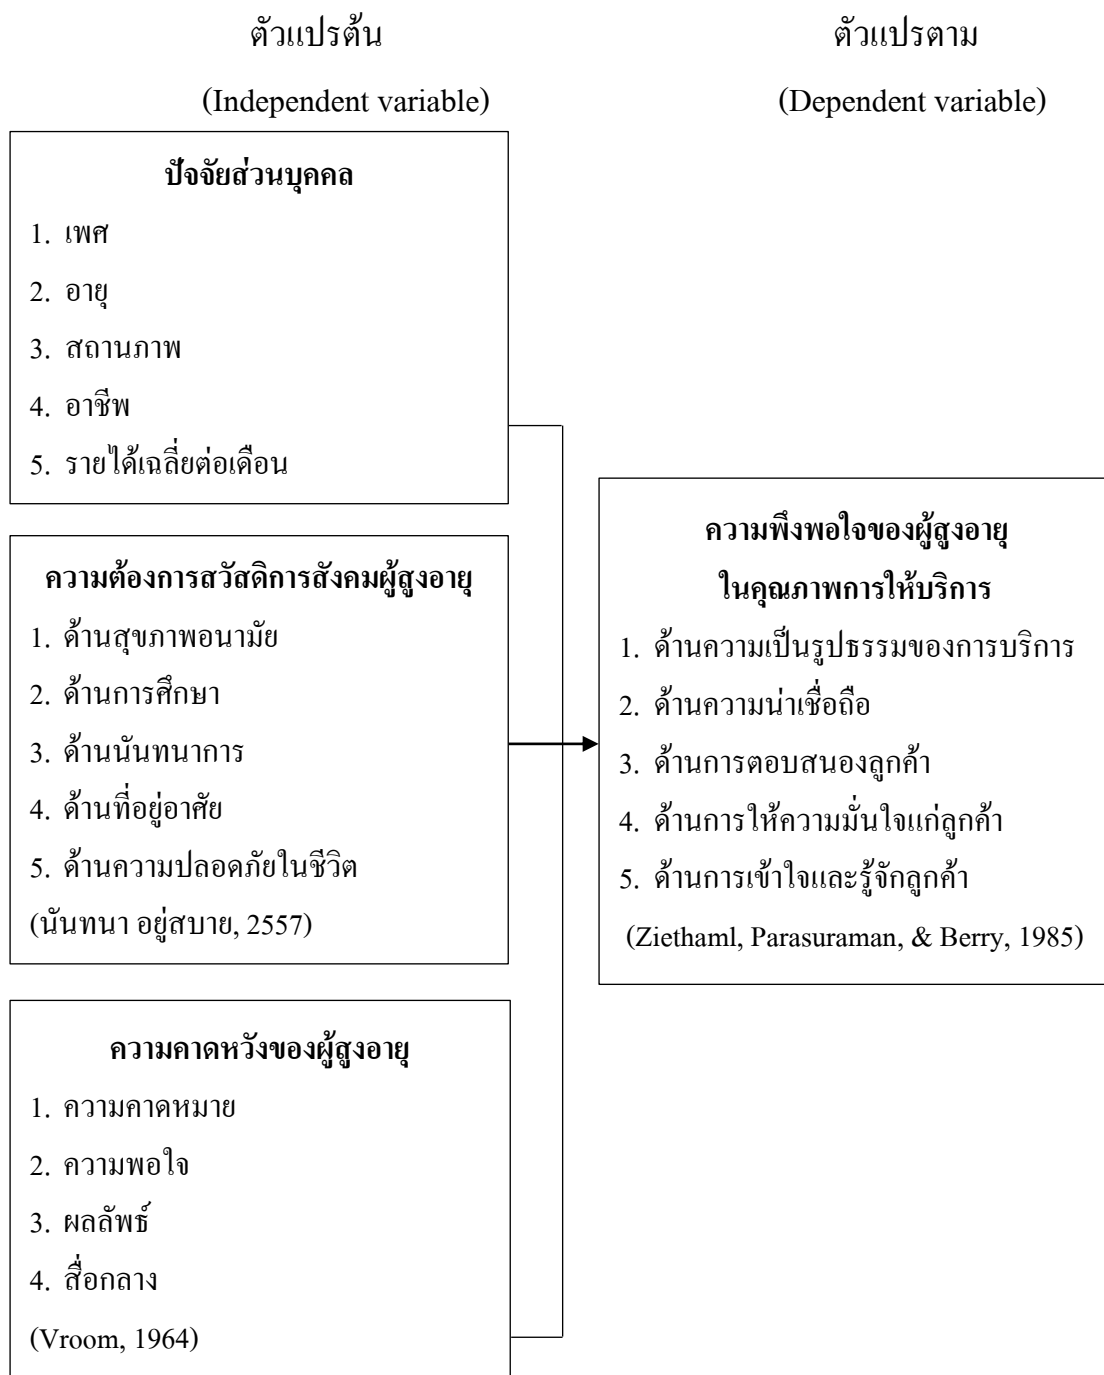 ตัวแปรต้น
(Independent variable)
ปัจจัยส่วนบุคคล
1. เพศ
2. อายุ
3. สถานภาพ
4. อาชีพ
5. รายได้เฉลี่ยต่อเดือน
ความต้องการสวัสดิการสังคมผู้สูงอายุ
1. ด้านสุขภาพอนามัย
2. ด้านการศึกษา
3. ด้านนันทนาการ
4. ด้านที่อยู่อาศัย
5. ด้านความปลอดภัยในชีวิต
(นันทนา อยู่สบาย, 2557)
ความคาดหวังของผู้สูงอายุ
1. ความคาดหมาย
2. ความพอใจ
3. ผลลัพธ์
4. สื่อกลาง
(Vroom, 1964)
ตัวแปรตาม
(Dependent variable)
ความพึงพอใจของผู้สูงอายุ
ในคุณภาพการให้บริการ
1. ด้านความเป็นรูปธรรมของการบริการ
2. ด้านความน่าเชื่อถือ
3. ด้านการตอบสนองลูกค้า
4. ด้านการให้ความมั่นใจแก่ลูกค้า
5. ด้านการเข้าใจและรู้จักลูกค้า
(Ziethaml, Parasuraman, & Berry, 1985)